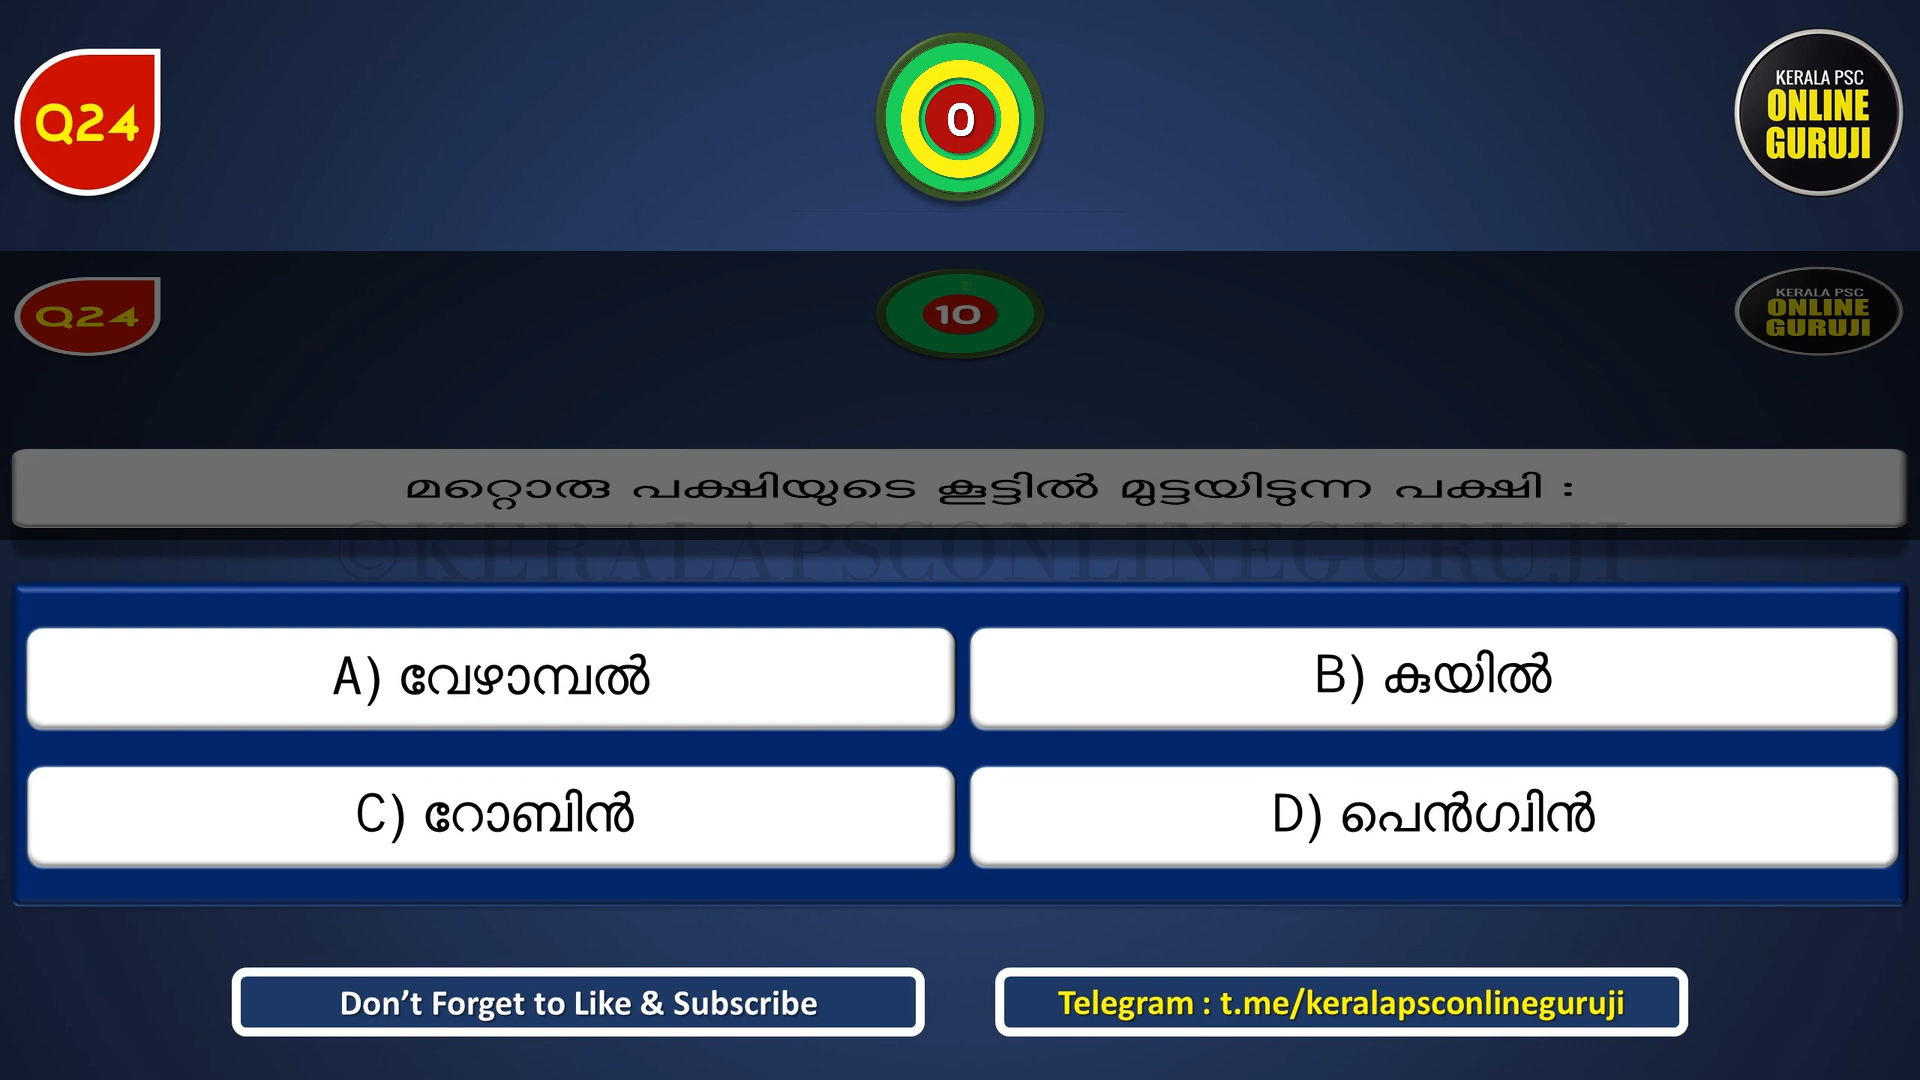 Q24
0
KERALA PSC
ONLINE
GURUJI
Q24
10
KERALA PSC
ONLINE
GURUJI
മറ്റൊരു പക്ഷിയുടെ കൂട്ടിൽ മുട്ടയിടുന്ന പക്ഷി :
©KERALAPSCONLINEGURUJI
A) വേഴാമ്പൽ
B) കുയിൽ
C) റോബിൻ
D) പെൻഗ്വിൻ
Don’t Forget to Like & Subscribe
Telegram : t.me/keralapsconlineguruji